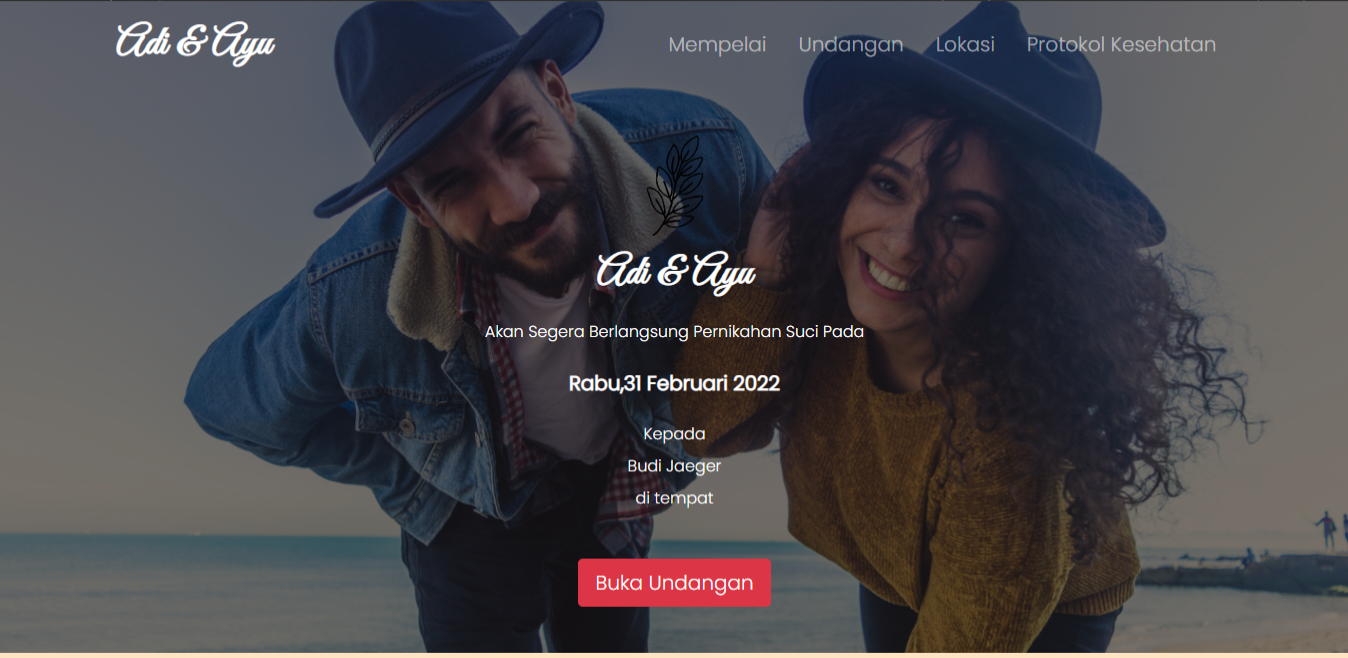 Adi & Ayu
Mempelai Undangan Lokasi Protokol Kesehatan
Adi & Ayu
Akan Segera Berlangsung Pernikahan Suci Pada
Rabu,31 Februari 2022
Kepada
Budi Jaeger
di tempat
Buka Undangan